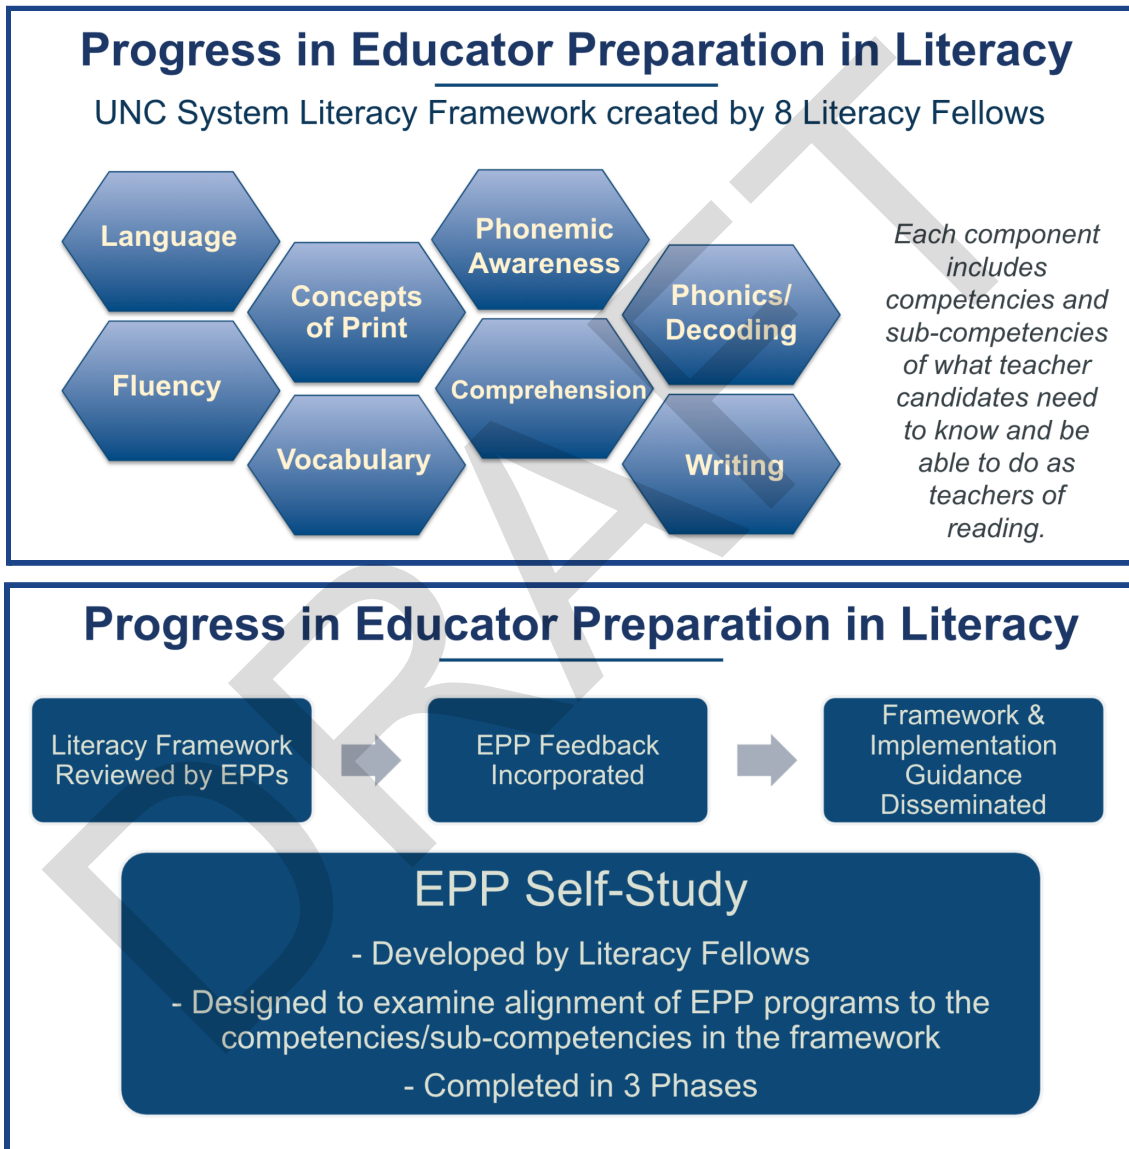 Progress in Educator Preparation in Literacy
UNC System Literacy Framework created by 8 Literacy Fellows
Language
Concepts
of Print
Phonemic
Awareness
Phonics/
Decoding
Fluency
Vocabulary
Comprehension
Writing
Each component
includes
competencies and
sub-competencies
of what teacher
candidates need
to know and be
able to do as
teachers of
reading.
DRAFT
Progress in Educator Preparation in Literacy
Literacy Framework
Reviewed by EPPs
EPP Feedback
Incorporated
Framework &
Implementation
Guidance
Disseminated
EPP Self-Study
- Developed by Literacy Fellows
- Designed to examine alignment of EPP programs to the
competencies/sub-competencies in the framework
- Completed in 3 Phases